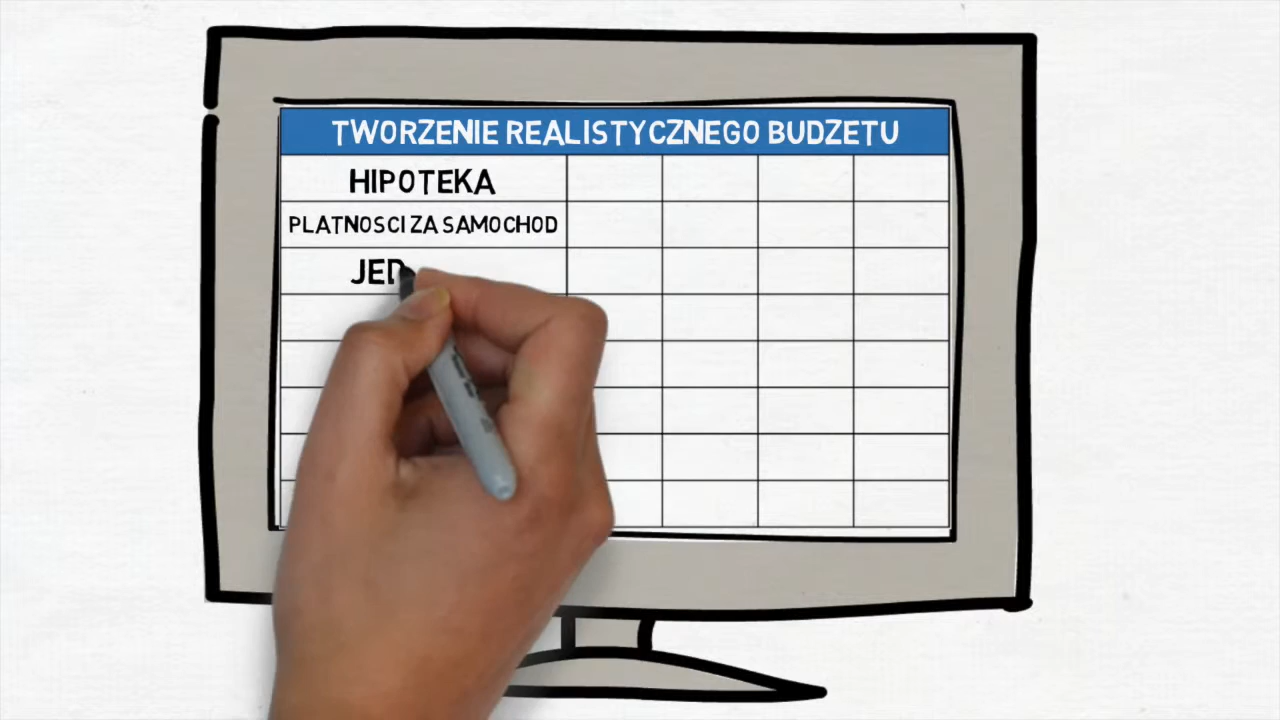 TWORZENIE REALISTYCZNEGO BUDZETU
HIPOTEKA
PLATNOSCI ZA SAMOCHOD
JED